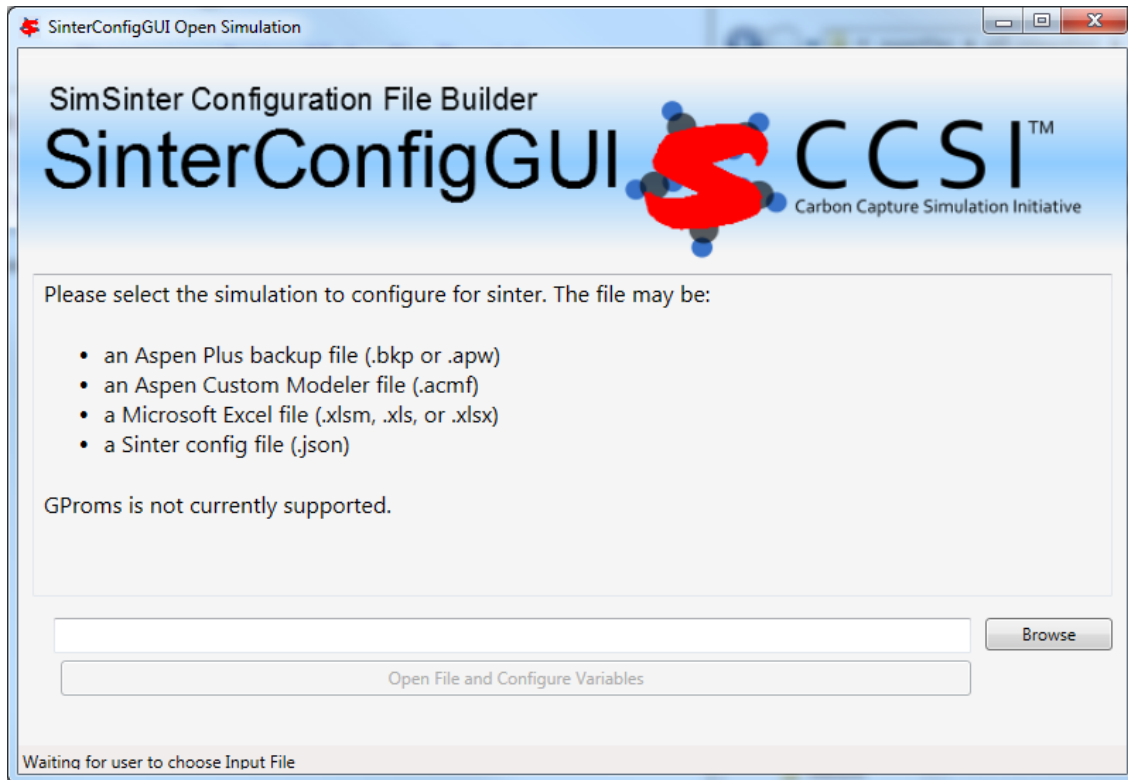 SinterConfigGUI Open Simulation
SimSinter Configuration File Builder
SinterConfigGUI
CCSI™
Carbon Capture Simulation Initiative
Please select the simulation to configure for sinter. The file may be:
• an Aspen Plus backup file (.bkp or .apw)
• an Aspen Custom Modeler file (.acmf)
• a Microsoft Excel file (.xlsm, .xls, or .xlsx)
• a Sinter config file (.json)
GProms is not currently supported.
Browse
Open File and Configure Variables
Waiting for user to choose Input File